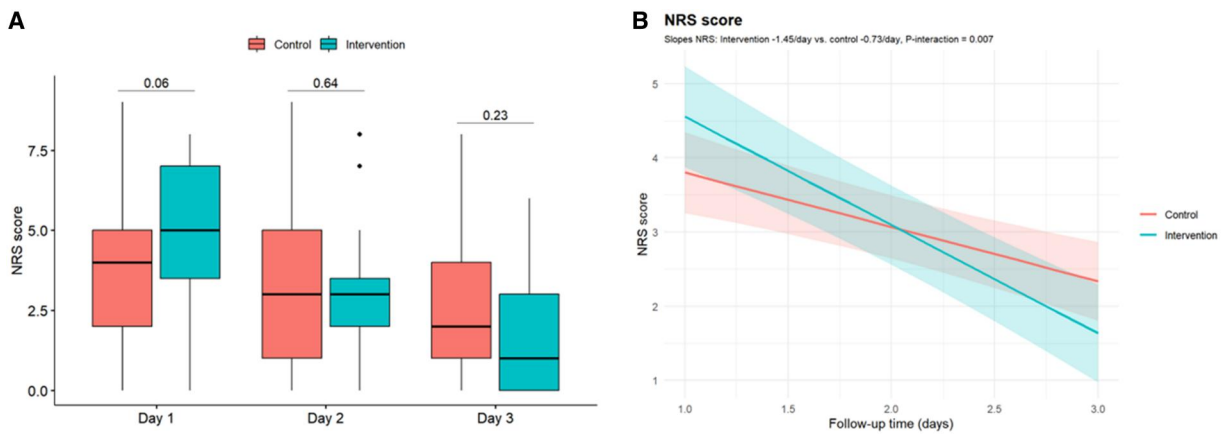 A
Control Intervention
NRS score
7.5
5.0
2.5
0.0
0.06
0.64
0.23
Day 1 Day 2 Day 3
B
NRS score
Slopes NRS: Intervention -1.45/day vs. control -0.73/day, P-interaction = 0.007
NRS score
5
4
3
2
1
1.0 1.5 2.0 2.5 3.0
Follow-up time (days)
Control
Intervention